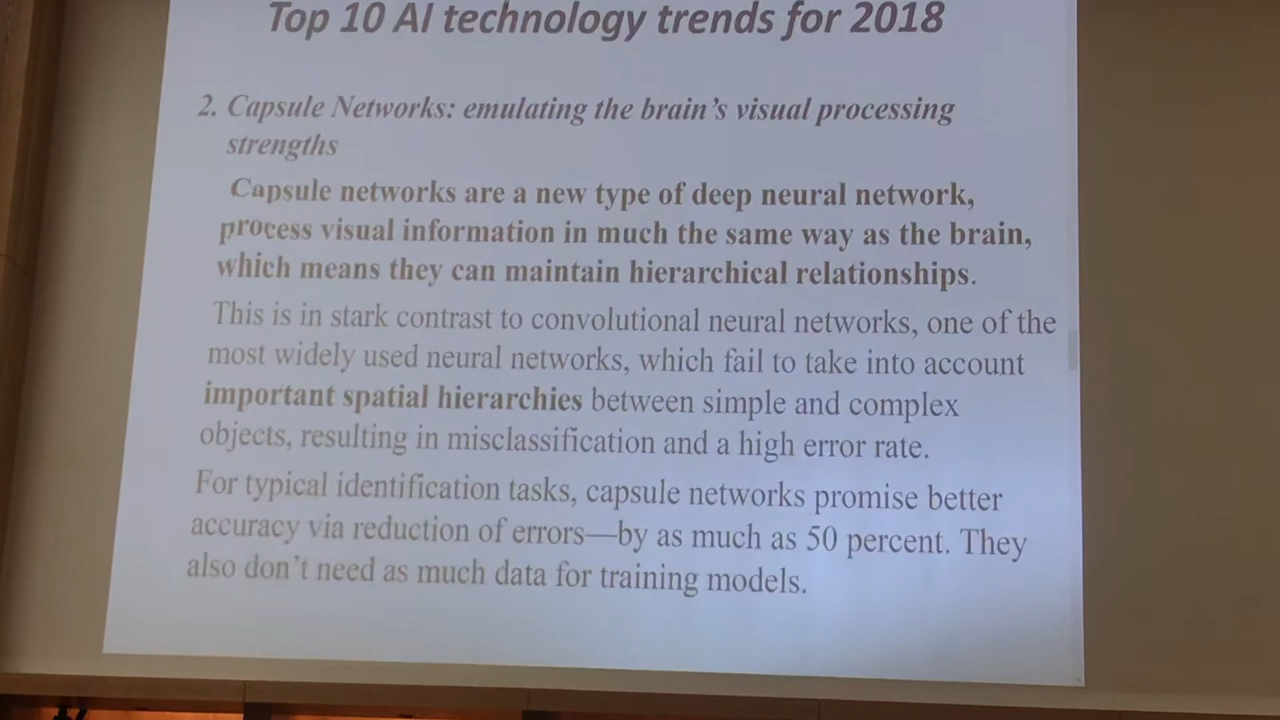 Top 10 AI technology trends for 2018
2. Capsule Networks: emulating the brain's visual processing
strengths
Capsule networks are a new type of deep neural network,
process visual information in much the same way as the brain,
which means they can maintain hierarchical relationships.
This is in stark contrast to convolutional neural networks, one of the
most widely used neural networks, which fail to take into account
important spatial hierarchies between simple and complex
objects, resulting in misclassification and a high error rate.
For typical identification tasks, capsule networks promise better
accuracy via reduction of errors—by as much as 50 percent. They
also don't need as much data for training models.